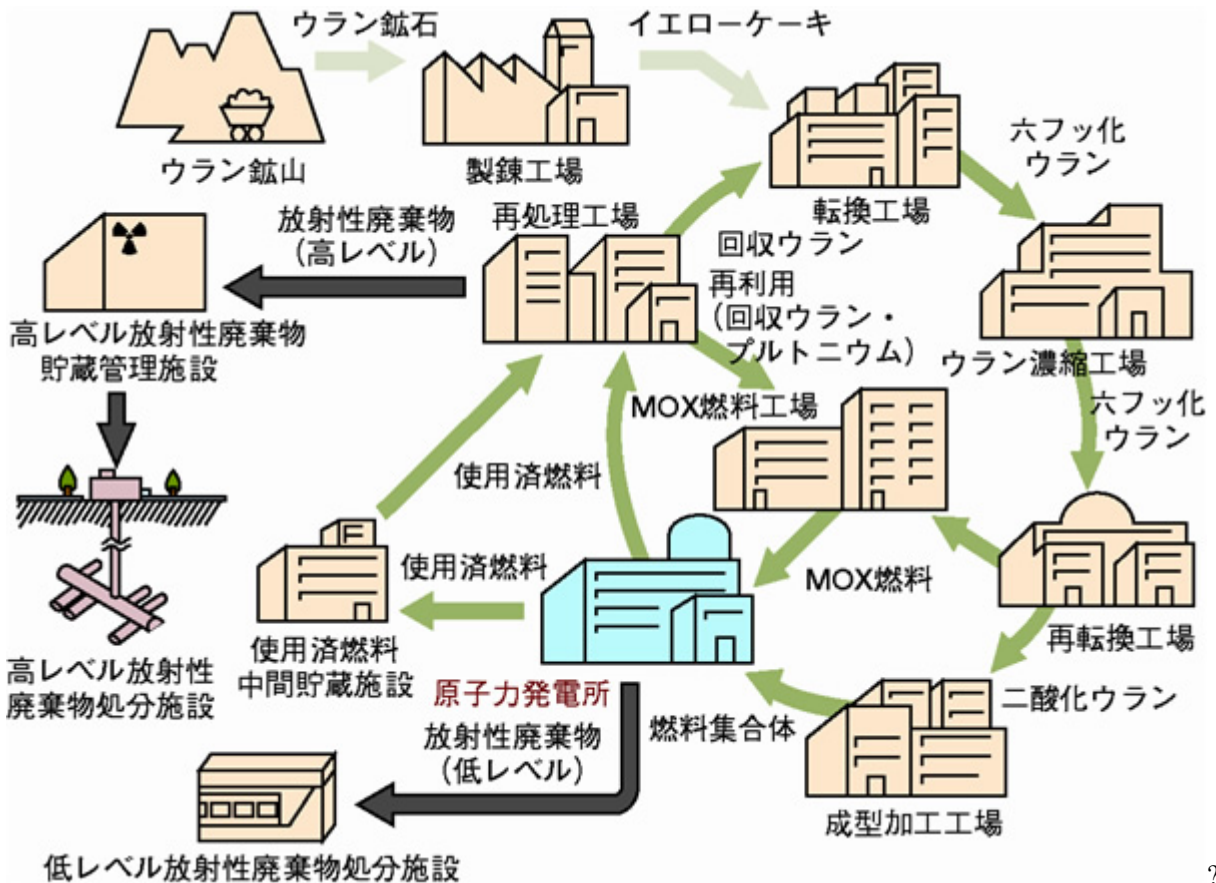 ウラン鉱石
イエローケーキ
ウラン鉱山
製錬工場
転換工場
六フッ化
ウラン
放射性廃棄物
(高レベル)
再処理工場
回収ウラン
再利用
(回収ウラン・
プルトニウム)
高レベル放射性廃棄物
貯蔵管理施設
ウラン濃縮工場
六フッ化
ウラン
MOX燃料工場
使用済燃料
使用済燃料
MOX燃料
再転換工場
高レベル放射性
廃棄物処分施設
使用済燃料
中間貯蔵施設
原子力発電所
放射性廃棄物
(低レベル)
燃料集合体
二酸化ウラン
成型加工工場
低レベル放射性廃棄物処分施設